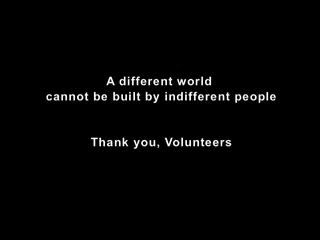 A different world
cannot be built by indifferent people
Thank you, Volunteers